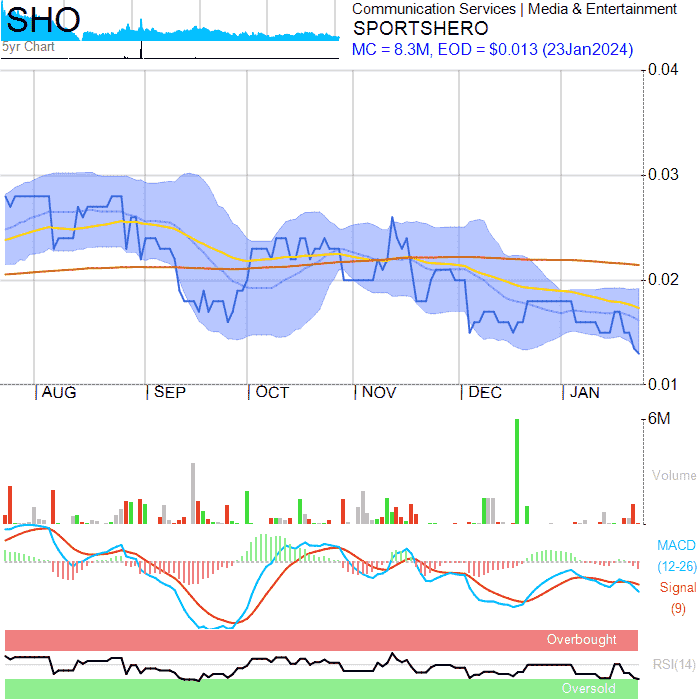 SHO
5yr Chart
Communication Services | Media & Entertainment
SPORTSHERO
MC = 8.3M, EOD = $0.013 (23Jan2024)
0.04
0.03
0.02
0.01
AUG SEP OCT NOV DEC JAN
6M
Volume
MACD
(12-26)
Signal
(9)
Overbought
RSI(14)
Oversold